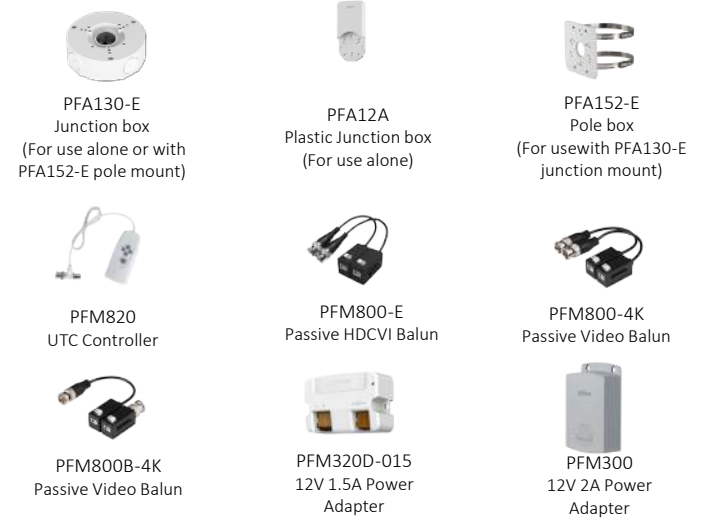 PFA130-E
Junction box
(For use alone or with
PFA152-E pole mount)
PFA12A
Plastic Junction box
(For use alone)
PFA152-E
Pole box
(For usewith PFA130-E
junction mount)
PFM820
UTC Controller
PFM800-E
Passive HDCVI Balun
PFM800-4K
Passive Video Balun
PFM800B-4K
Passive Video Balun
PFM320D-015
12V 1.5A Power
Adapter
PFM300
12V 2A Power
Adapter